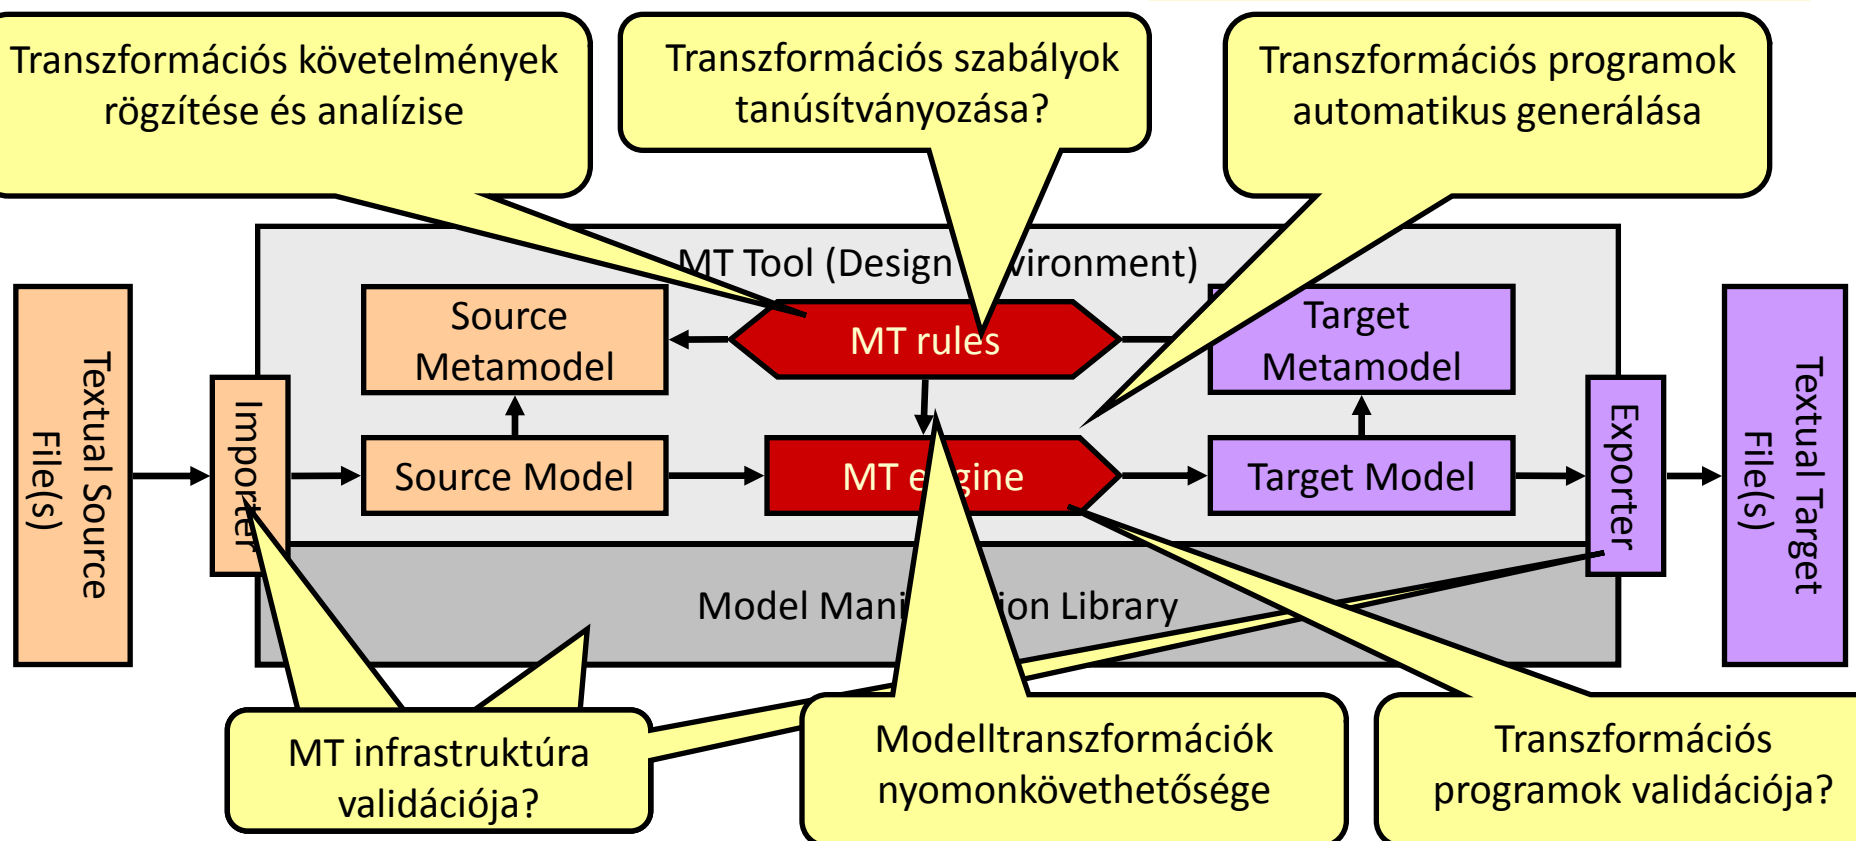 Transzformációs követelmények
rögzítése és analízise
Transzformációs szabályok
tanúsítványozása?
Transzformációs programok
automatikus generálása
MT Tool (Design vironment)
Textual Source
File(s)
Importer
Source
Metamodel
MT rules
Target
Metamodel
Source Model
MT e gine
Target Model
Exporter
Textual Target
File(s)
Model Mani ion Library
MT infrastruktúra
validációja?
Modelltranszformációk
nyomonkövethetősége
Transzformációs
programok validációja?